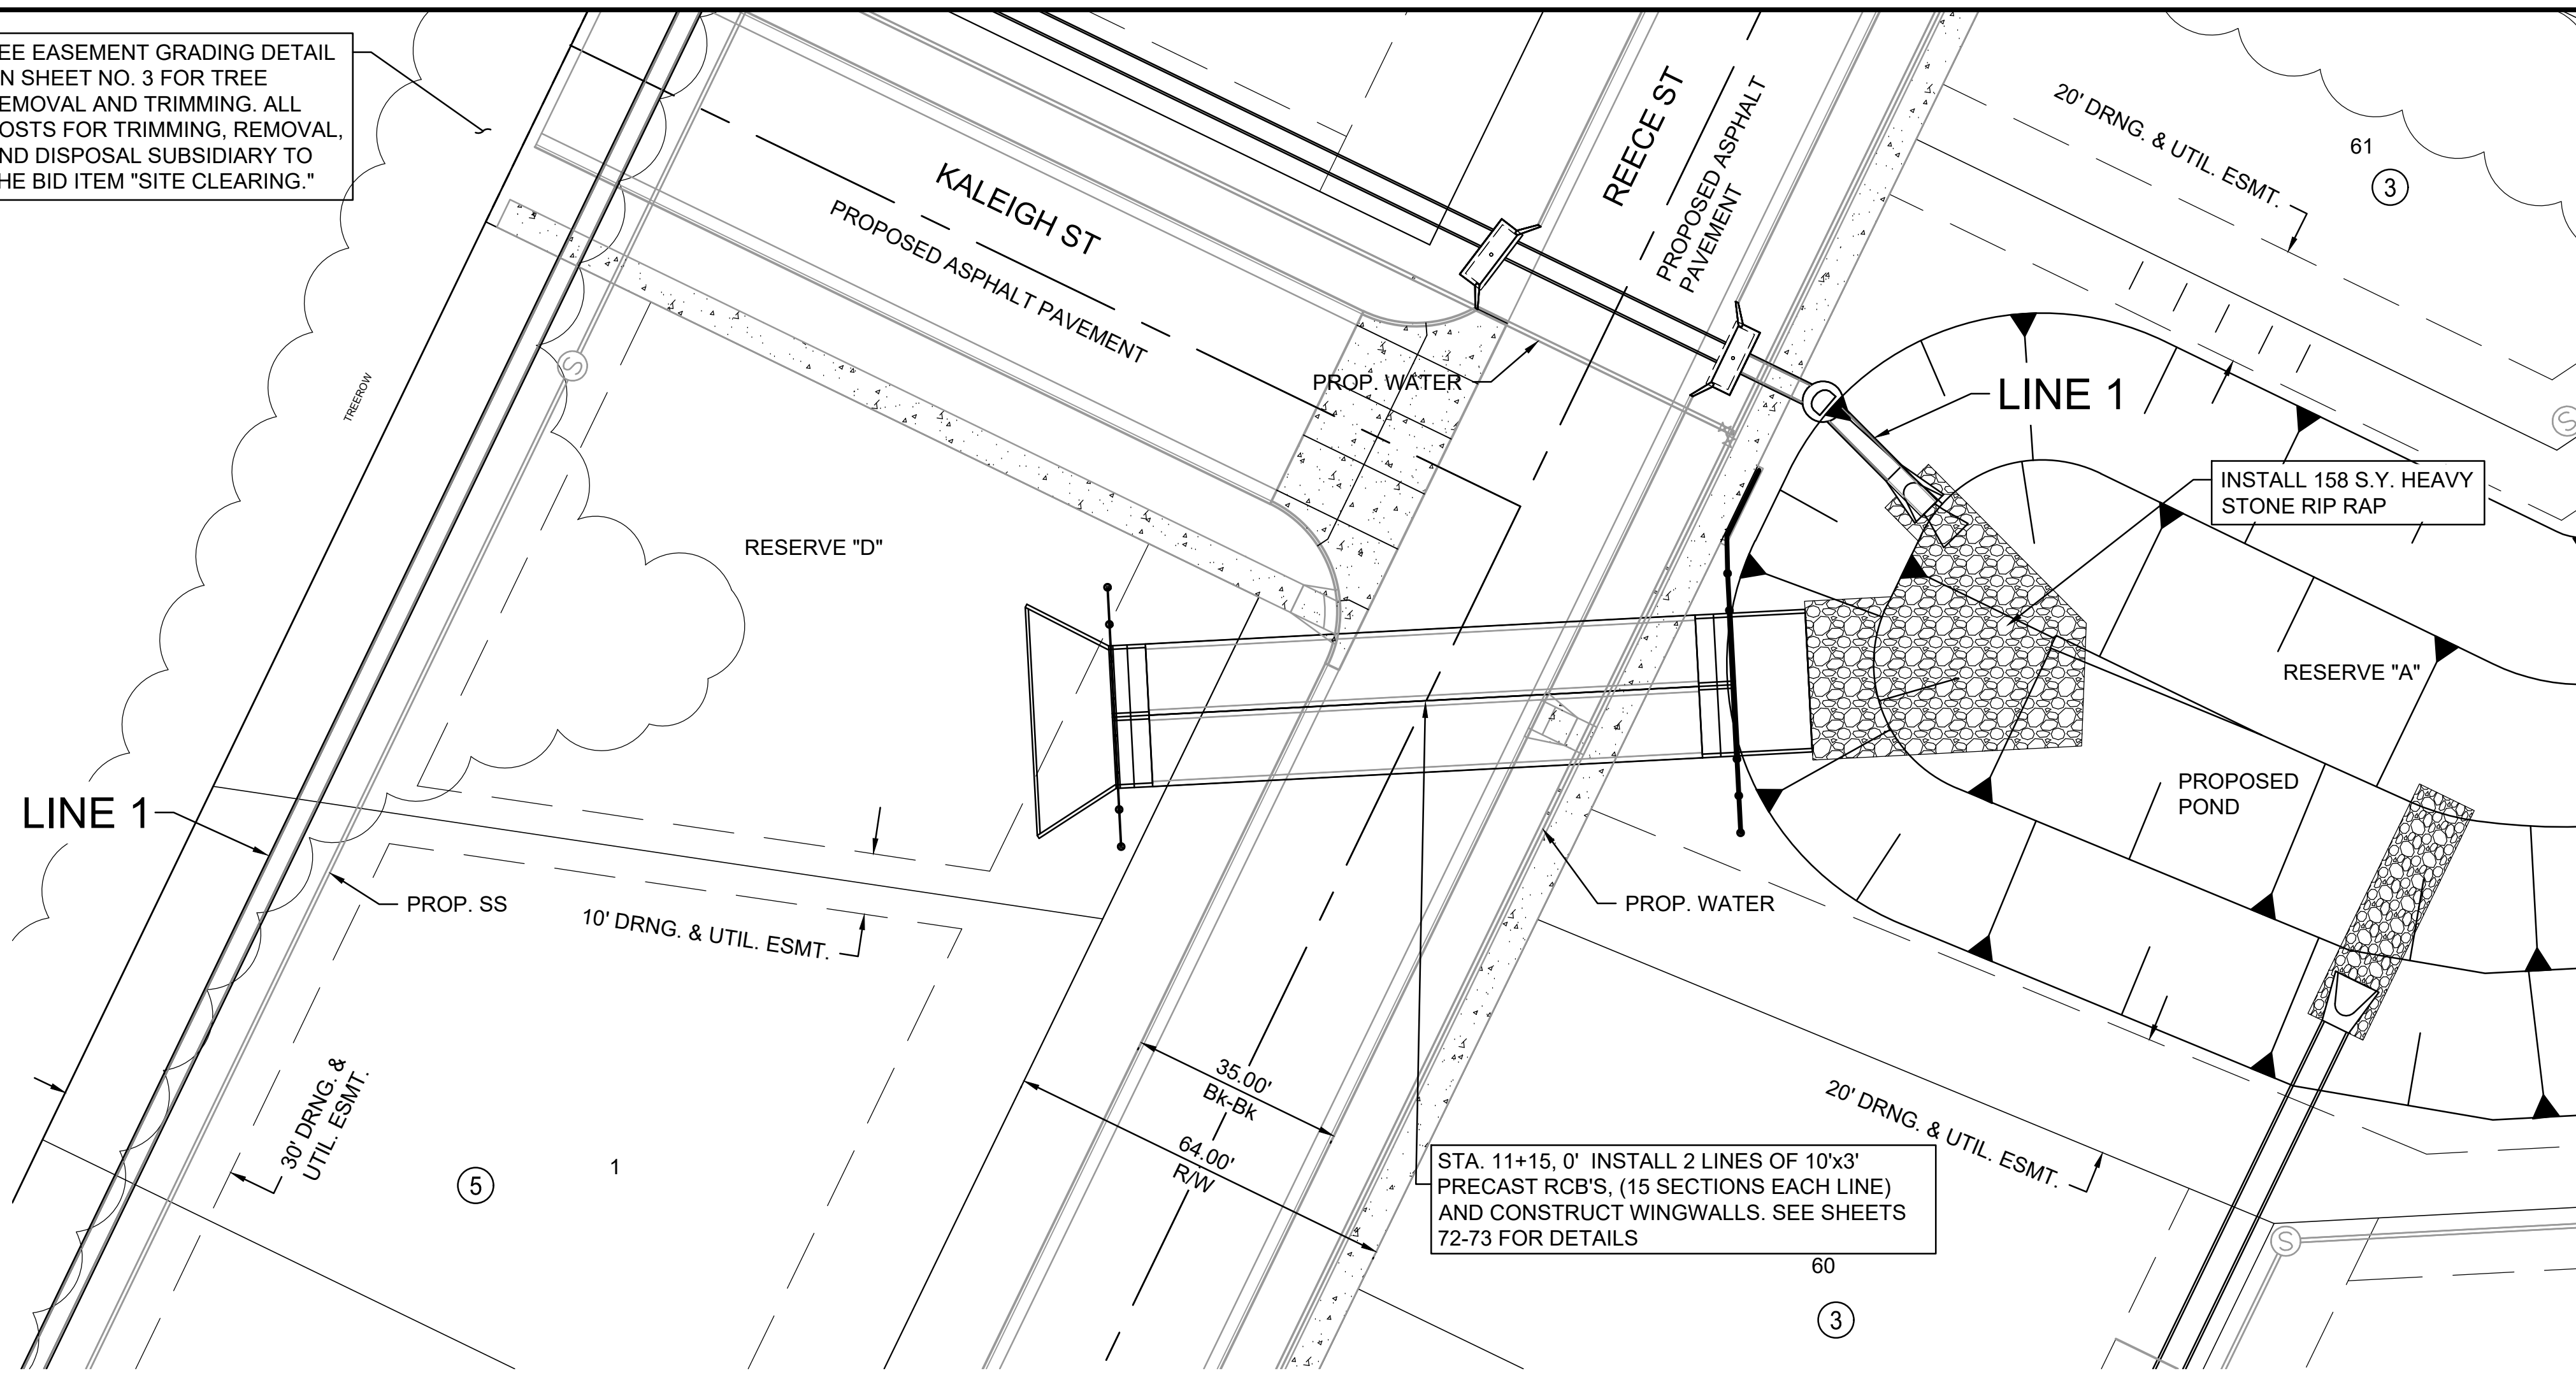 EE EASEMENT GRADING DETAIL
N SHEET NO. 3 FOR TREE
EMOVAL AND TRIMMING. ALL
OSTS FOR TRIMMING, REMOVAL,
ND DISPOSAL SUBSIDIARY TO
HE BID ITEM "SITE CLEARING."
KALEIGH ST
PROPOSED ASPHALT PAVEMENT
REECE ST
PROPOSED ASPHALT
PAVEMENT
20' DRNG. & UTIL. ESMT.
61
3
TREEROW
S
PROP. WATER
LINE 1
S
INSTALL 158 S.Y. HEAVY
STONE RIP RAP
RESERVE "D"
RESERVE "A"
PROPOSED
POND
LINE 1
PROP. SS
10' DRNG. & UTIL. ESMT.
PROP. WATER
30' DRNG. &
UTIL. ESMT.
5
1
35.00'
Bk-Bk
64.00'
R/W
20' DRNG. & UTIL. ESMT.
STA. 11+15, 0' INSTALL 2 LINES OF 10'x3'
PRECAST RCB'S, (15 SECTIONS EACH LINE)
AND CONSTRUCT WINGWALLS. SEE SHEETS
72-73 FOR DETAILS
S
60
3